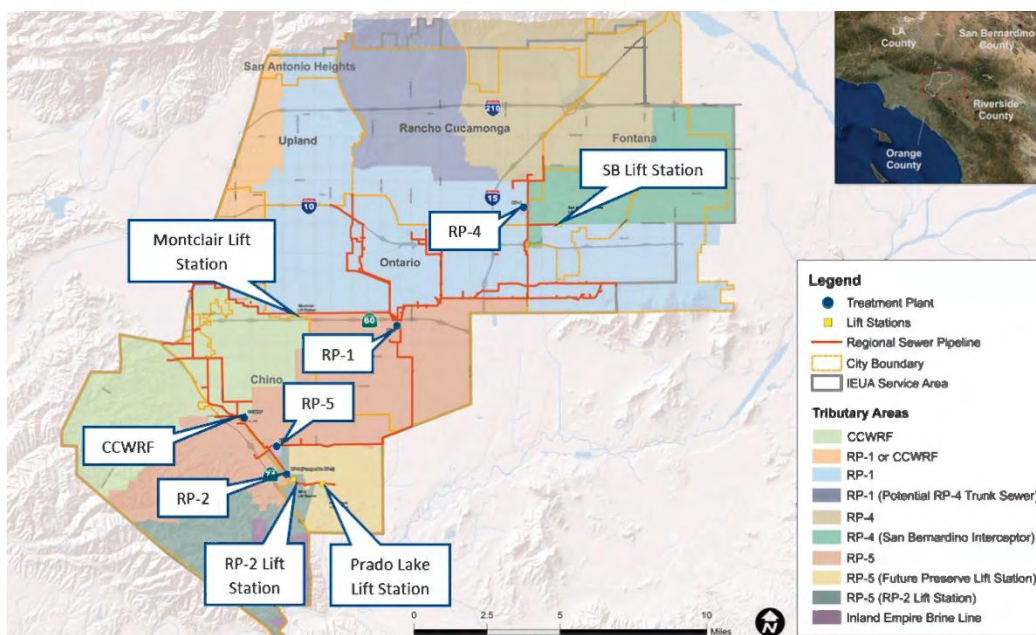 LA
County
San Bernardino
County
Riverside
County
Orange
County
San Antonio Heights
210
Upland
Rancho Cucamonga
Fontana
SB Lift Station
15
10
RP-4
Montclair Lift
Station
Ontario
60
RP-1
Chino
RP-5
CCWRF
RP-2
RP-2 Lift
Station
Prado Lake
Lift Station
Legend
Treatment Plant
Lift Stations
Regional Sewer Pipeline
City Boundary
IEUA Service Area
Tributary Areas
CCWRF
RP-1 or CCWRF
RP-1
RP-1 (Potential RP-4 Trunk Sewer)
RP-4
RP-4 (San Bernardino Interceptor)
RP-5
RP-5 (Future Preserve Lift Station)
RP-5 (RP-2 Lift Station)
Inland Empire Brine Line
0 2.5 5 10
Miles
N